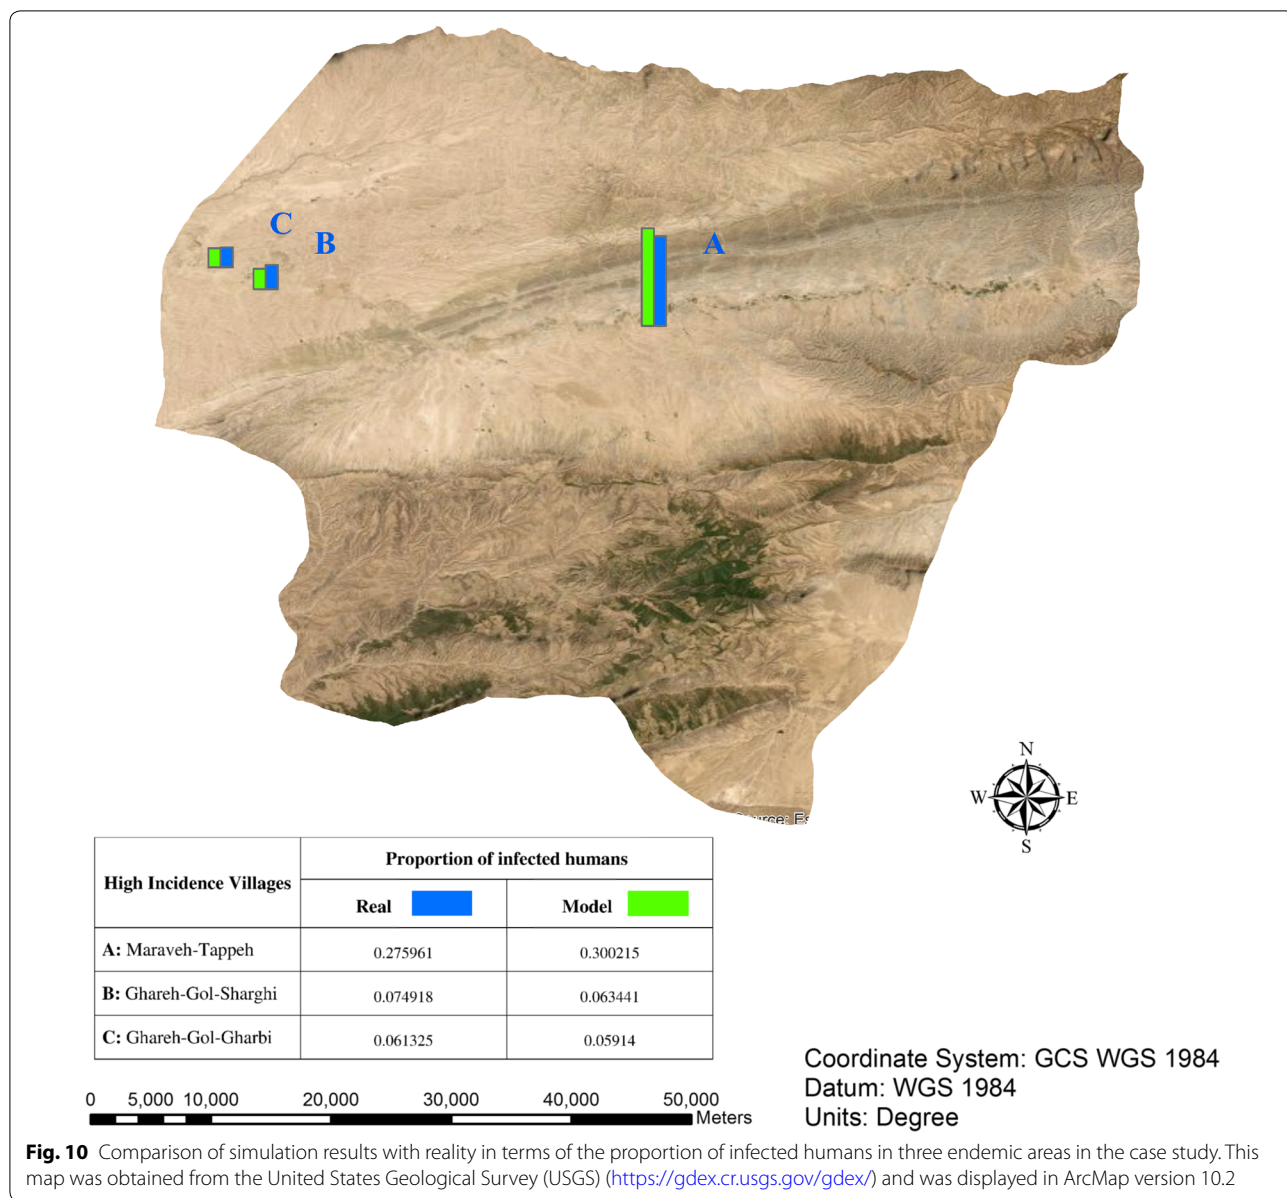 C
B
A
N
W E
S
High Incidence Villages
Proportion of infected humans
Real Model
A: Maraveh-Tappeh 0.275961 0.300215
B: Ghareh-Gol-Sharghi 0.074918 0.063441
C: Ghareh-Gol-Gharbi 0.061325 0.05914
Coordinate System: GCS WGS 1984
Datum: WGS 1984
Units: Degree
0 5,000 10,000 20,000 30,000 40,000 50,000
Meters
Fig. 10 Comparison of simulation results with reality in terms of the proportion of infected humans in three endemic areas in the case study. This
map was obtained from the United States Geological Survey (USGS) (https://gdex.cr.usgs.gov/gdex/) and was displayed in ArcMap version 10.2